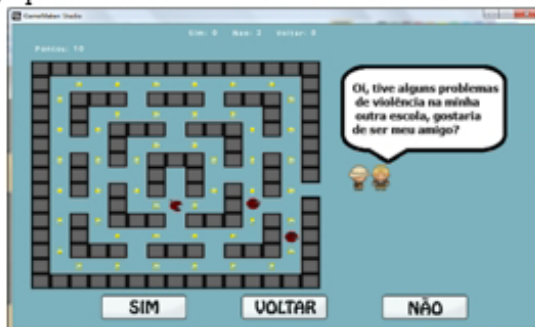 GameMaker Studio
Sim: 0 Nao: 2 Voltar: 0
Pontos: 10
Oi, tive alguns problemas
de violência na minha
outra escola, gostaria
de ser meu amigo?
SIM
VOLTAR
NÃO